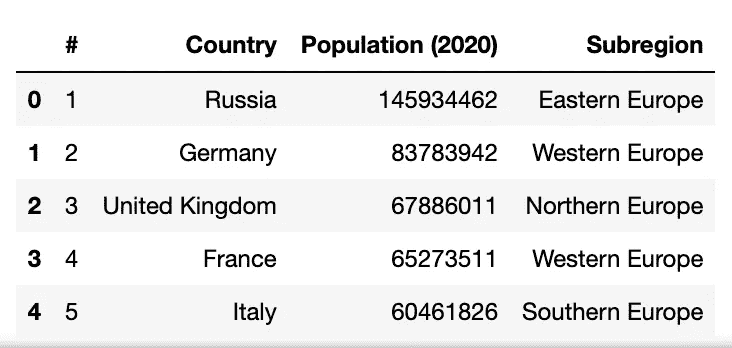 # Country Population (2020) Subregion
0 1 Russia 145934462 Eastern Europe
1 2 Germany 83783942 Western Europe
2 3 United Kingdom 67886011 Northern Europe
3 4 France 65273511 Western Europe
4 5 Italy 60461826 Southern Europe